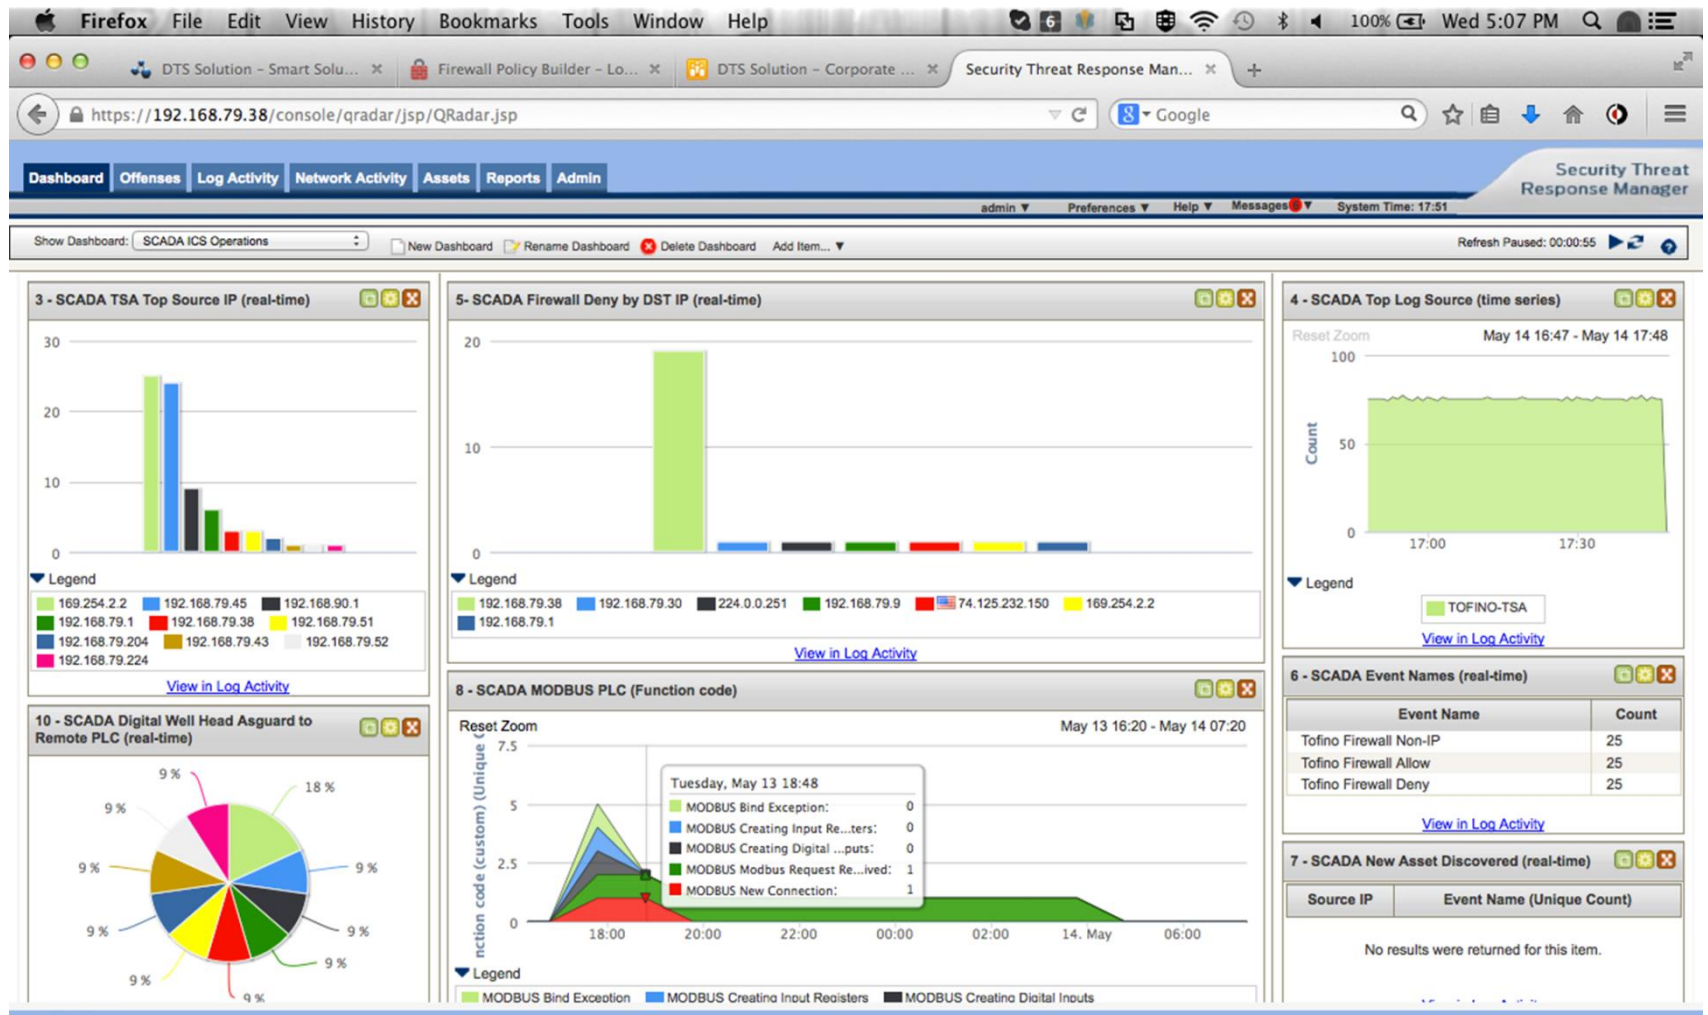 Firefox File Edit View History Bookmarks Tools Window Help 6 100% Wed 5:07 PM
DTS Solution - Smart Solu... Firewall Policy Builder - Lo... DTS Solution - Corporate ... Security Threat Response Man...
https://192.168.79.38/console/qradar/jsp/QRadar.jsp Google
Security Threat
Response Manager
Dashboard Offenses Log Activity Network Activity Assets Reports Admin
admin ▼ Preferences ▼ Help ▼ Messages ▼ System Time: 17:51
Show Dashboard: SCADA ICS Operations New Dashboard Rename Dashboard Delete Dashboard Add Item... ▼ Refresh Paused: 00:00:55
3 - SCADA TSA Top Source IP (real-time)
30
20
10
0
Legend
169.254.2.2 192.168.79.45 192.168.90.1
192.168.79.1 192.168.79.38 192.168.79.51
192.168.79.204 192.168.79.43 192.168.79.52
192.168.79.224
View in Log Activity
10 - SCADA Digital Well Head Asguard to
Remote PLC (real-time)
9 %
18 %
9 %
9 %
9 %
9 %
9 %
9 %
9 %
9 %
5- SCADA Firewall Deny by DST IP (real-time)
20
10
0
Legend
192.168.79.38 192.168.79.30 224.0.0.251 192.168.79.9 74.125.232.150 169.254.2.2
192.168.79.1
View in Log Activity
8 - SCADA MODBUS PLC (Function code)
Reset Zoom May 13 16:20 - May 14 07:20
nction code (custom) (Unique
7.5
5
2.5
0
Tuesday, May 13 18:48
MODBUS Bind Exception: 0
MODBUS Creating Input Re...ters: 0
MODBUS Creating Digital ...puts: 0
MODBUS Modbus Request Re...ived: 1
MODBUS New Connection: 1
18:00 20:00 22:00 00:00 02:00 14. May 06:00
Legend
MODBUS Bind Exception MODBUS Creating Input Registers MODBUS Creating Digital Inputs
4 - SCADA Top Log Source (time series)
Reset Zoom May 14 16:47 - May 14 17:48
Count
100
50
0
17:00 17:30
Legend
TOFINO-TSA
View in Log Activity
6 - SCADA Event Names (real-time)
Event Name Count
Tofino Firewall Non-IP 25
Tofino Firewall Allow 25
Tofino Firewall Deny 25
View in Log Activity
7 - SCADA New Asset Discovered (real-time)
Source IP Event Name (Unique Count)
No results were returned for this item.